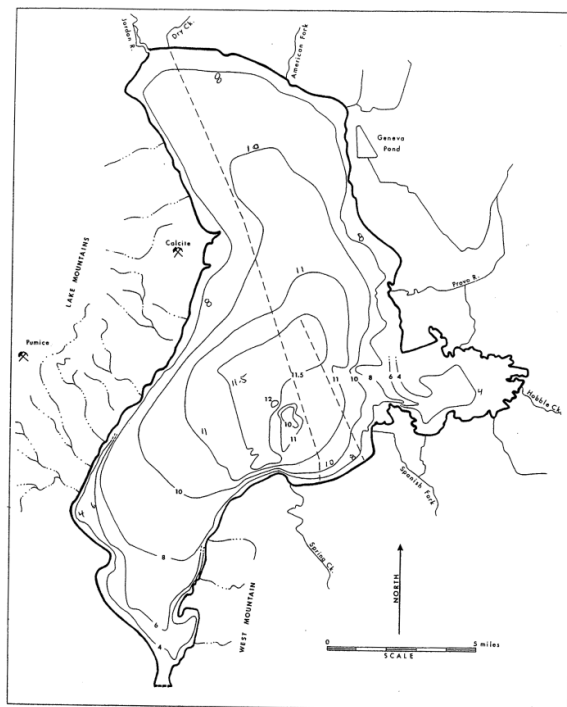 Jordan R.
Dry Ck.
American Fork
8
Geneva
Pond
10
Calcite
8
LAKE MOUNTAINS
11
Provo R.
8
Pumice
11.5
11.5
11
10
8
6
4
4
12
Hobble Ck.
10
11
11
10
8
10
Spanish Fork
4
6
Spring Ck.
8
NORTH
WEST MOUNTAIN
6
4
0
5 miles
SCALE